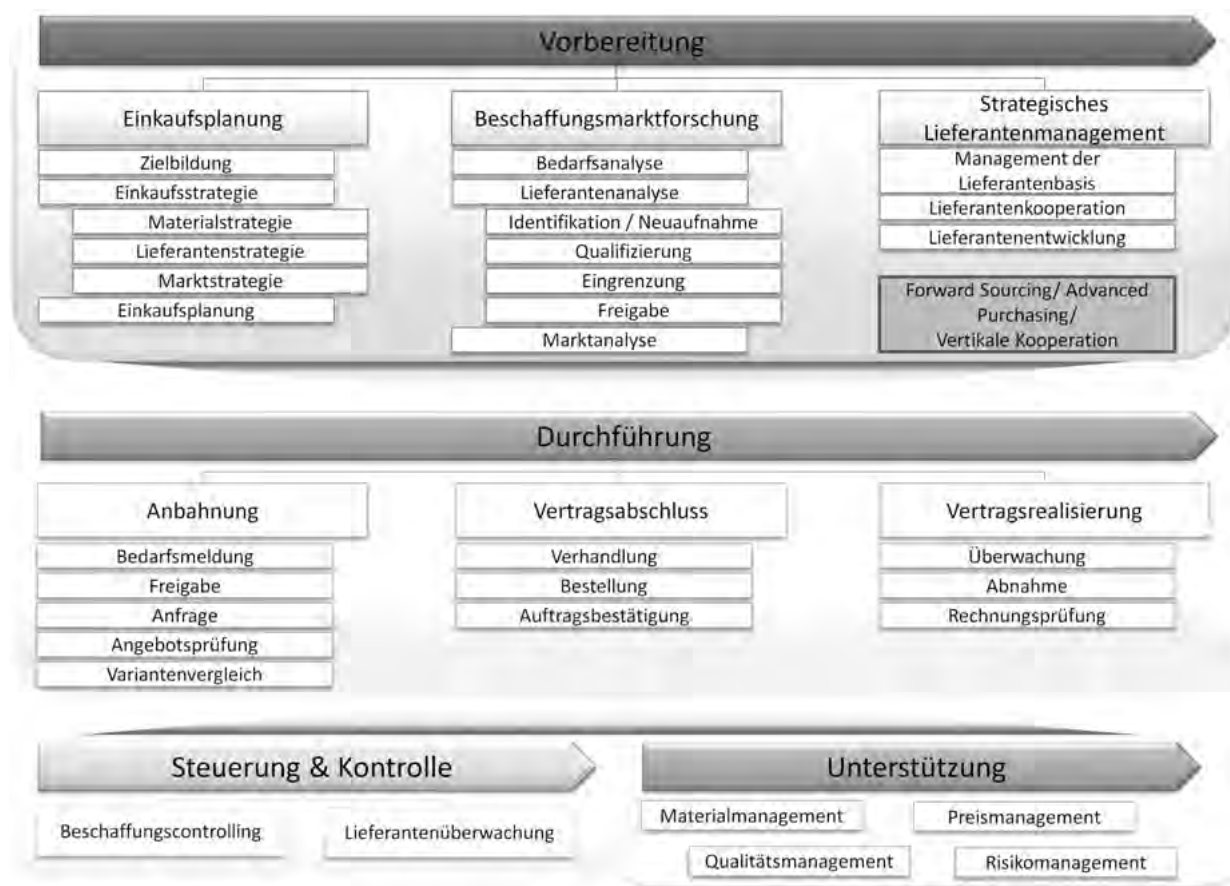 Vorbereitung
Einkaufsplanung
Zielbildung
Einkaufsstrategie
Materialstrategie
Lieferantenstrategie
Marktstrategie
Einkaufsplanung
Beschaffungsmarktforschung
Bedarfsanalyse
Lieferantenanalyse
Identifikation / Neuaufnahme
Qualifizierung
Eingrenzung
Freigabe
Marktanalyse
Strategisches
Lieferantenmanagement
Management der
Lieferantenbasis
Lieferantenkooperation
Lieferantenentwicklung
Forward Sourcing/ Advanced
Purchasing/
Vertikale Kooperation
Durchführung
Anbahnung
Bedarfsmeldung
Freigabe
Anfrage
Angebotsprüfung
Variantenvergleich
Vertragsabschluss
Verhandlung
Bestellung
Auftragsbestätigung
Vertragsrealisierung
Überwachung
Abnahme
Rechnungsprüfung
Steuerung & Kontrolle
Beschaffungscontrolling
Lieferantenüberwachung
Unterstützung
Materialmanagement
Preismanagement
Qualitätsmanagement
Risikomanagement